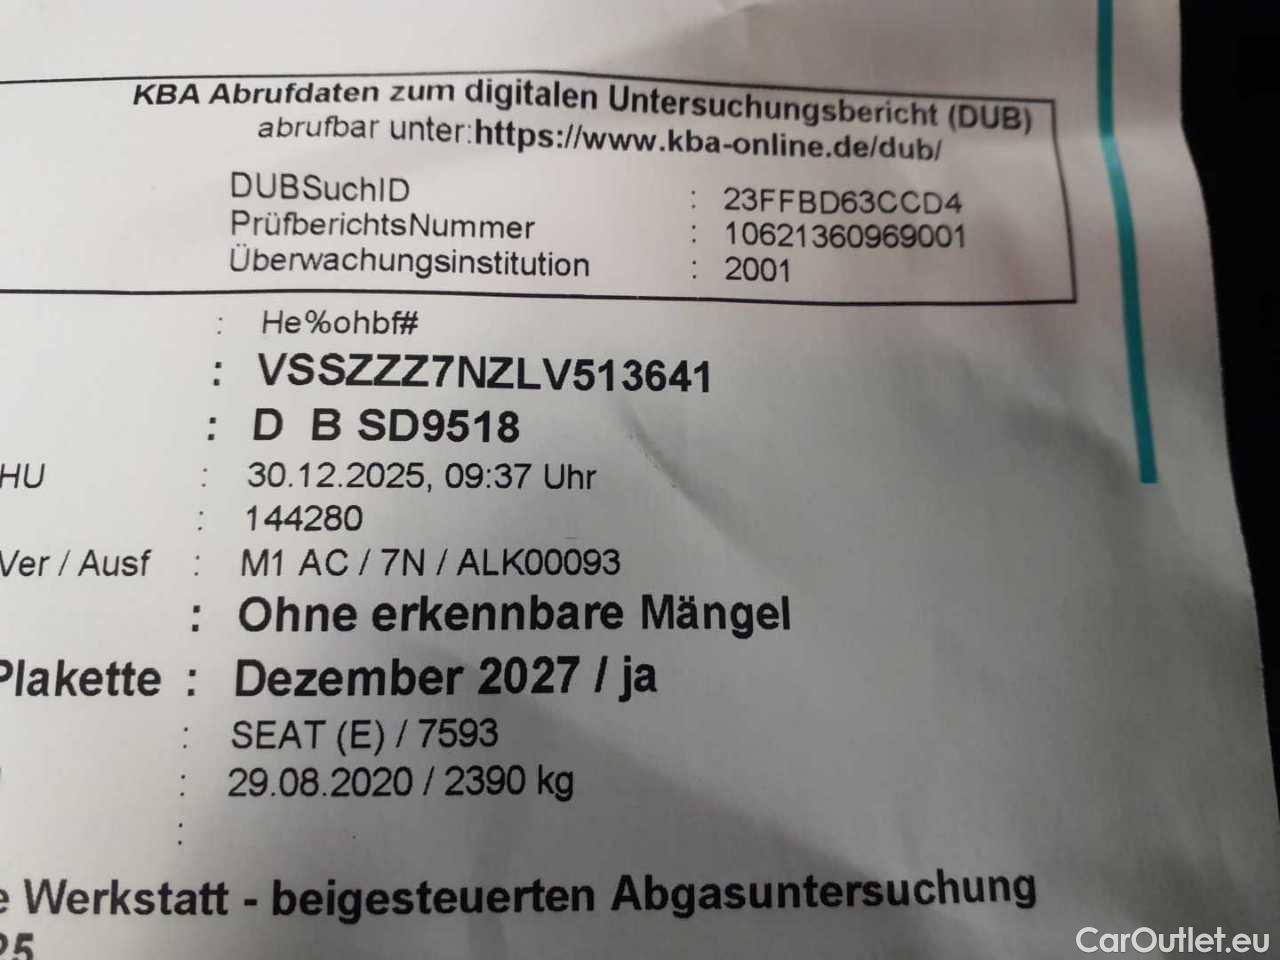 KBA Abrufdaten zum digitalen Untersuchungsbericht (DUB)
abrufbar unter:https://www.kba-online.de/dub/
DUBSuchID : 23FFBD63CCD4
PrüfberichtsNummer : 10621360969001
Überwachungsinstitution : 2001
: He%ohbf#
: VSSZZZ7NZLV513641
: D B SD9518
HU : 30.12.2025, 09:37 Uhr
: 144280
Ver / Ausf : M1 AC / 7N / ALK00093
: Ohne erkennbare Mängel
Plakette : Dezember 2027 / ja
: SEAT (E) / 7593
: 29.08.2020 / 2390 kg
:
e Werkstatt - beigesteuerten Abgasuntersuchung
25
CarOutlet.eu